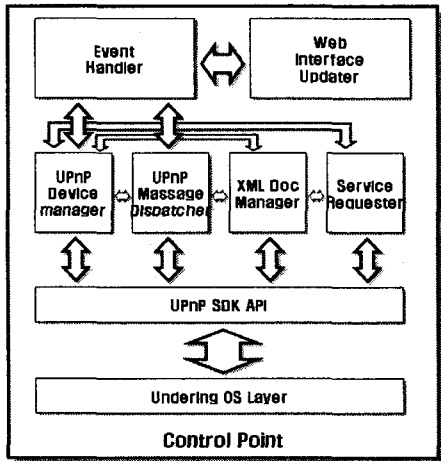 Event
Handler
Web
Interface
Updater
UPnP
Device
manager
UPnP
Massage
Dispatcher
XML Doc
Manager
Service
Requester
UPnP SDK API
Undering OS Layer
Control Point